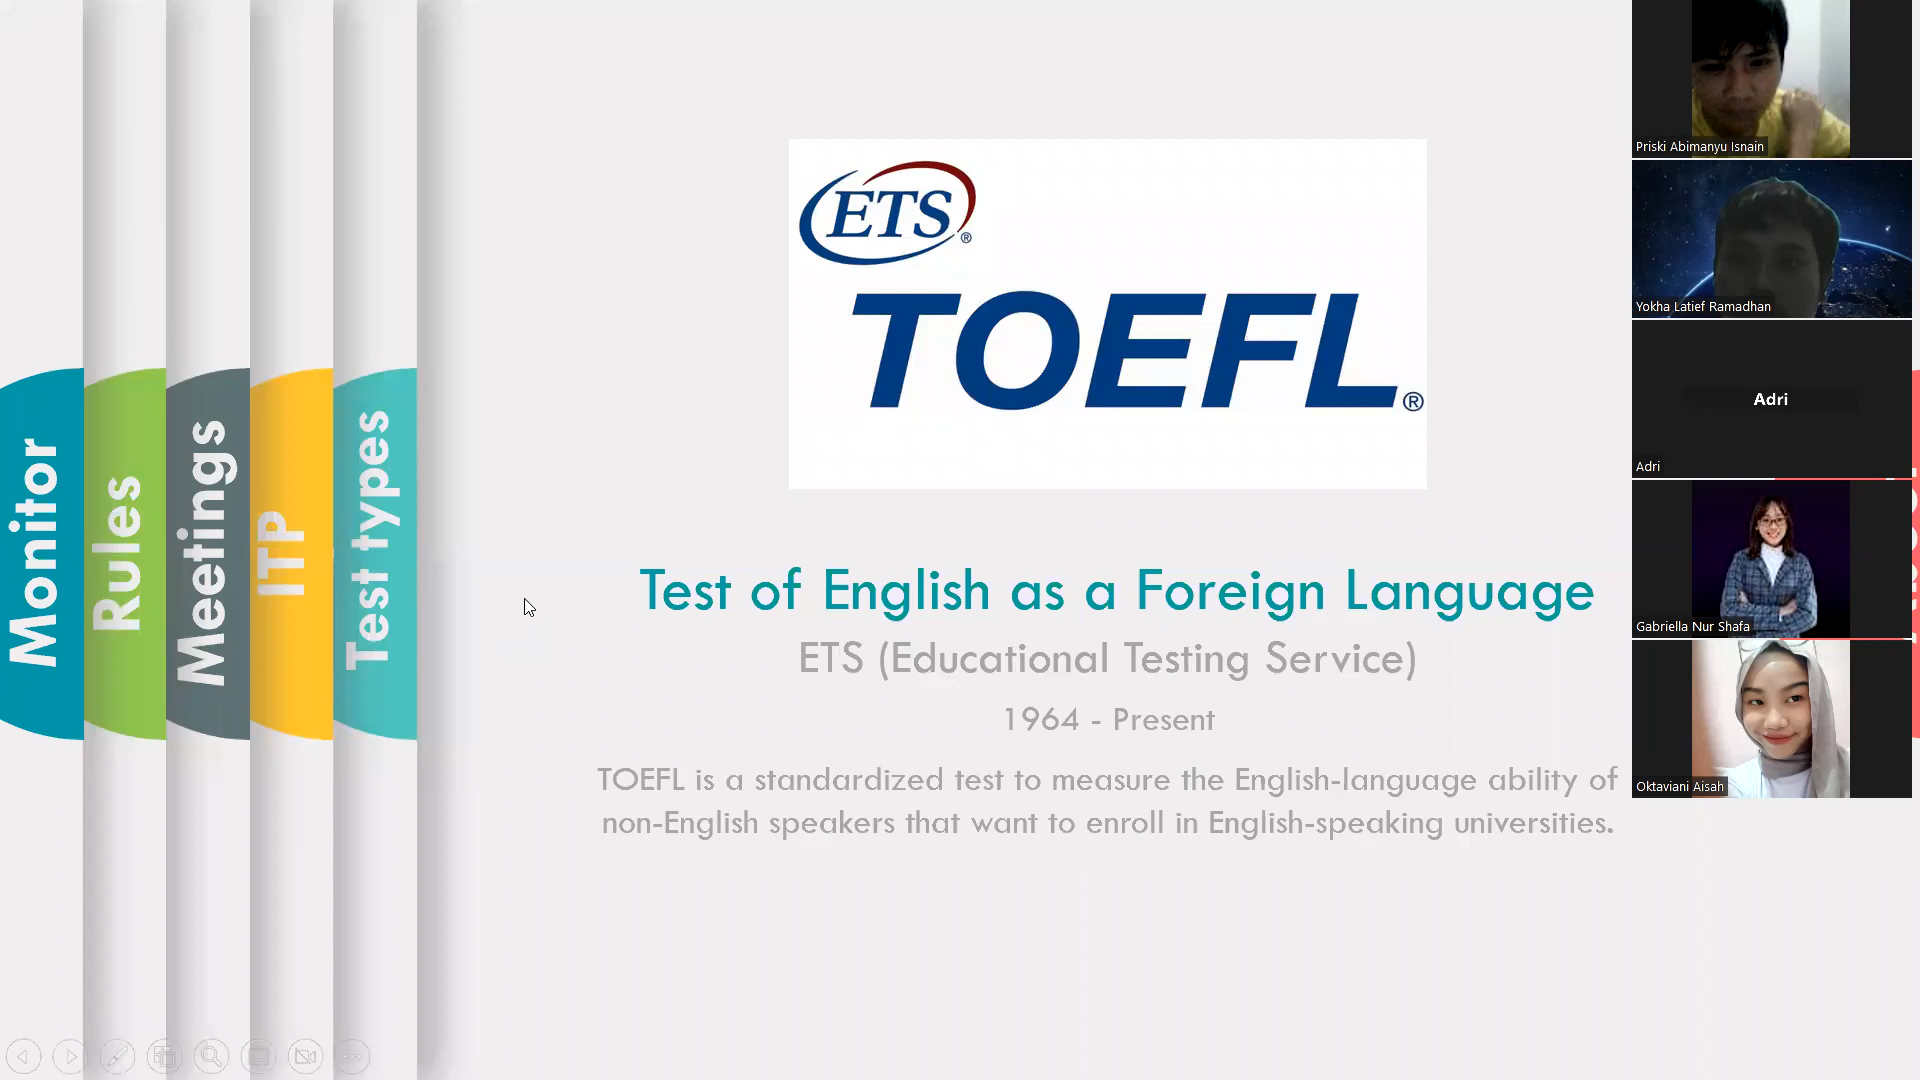 Monitor
Rules
Meetings
ITP
Test types
ETS®
TOEFL®
Test of English as a Foreign Language
ETS (Educational Testing Service)
1964 - Present
TOEFL is a standardized test to measure the English-language ability of
non-English speakers that want to enroll in English-speaking universities.
Priski Abimanyu Isnain
Yokha Latief Ramadhan
Adri
Adri
Gabriella Nur Shafa
Oktaviani Aisah